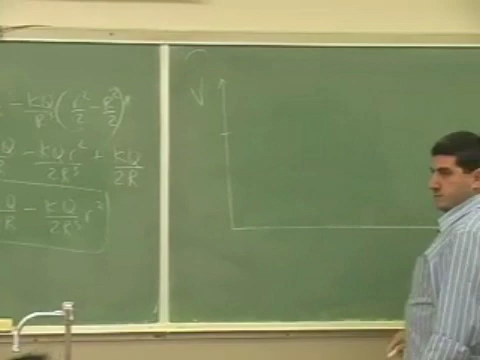 - KQ/R³ (r²/2 - R²/2)
- KQr²/2R³ + KQ/2R
- KQ/2R³ r²
V